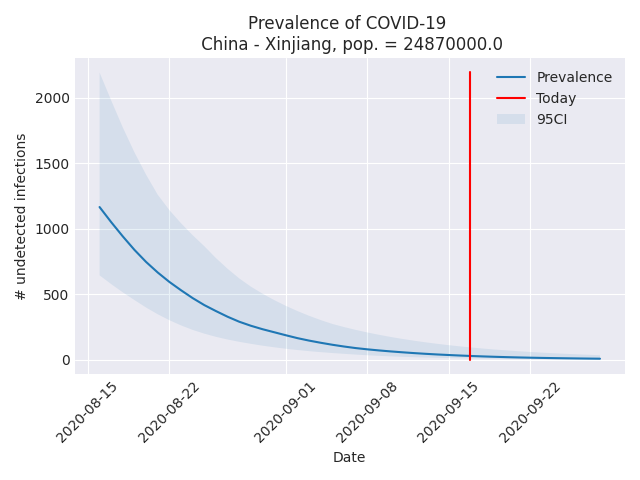 Prevalence of COVID-19
China - Xinjiang, pop. = 24870000.0
Prevalence
Today
95CI
# undetected infections
2000
1500
1000
500
0
2020-08-15
2020-08-22
2020-09-01
2020-09-08
2020-09-15
2020-09-22
Date